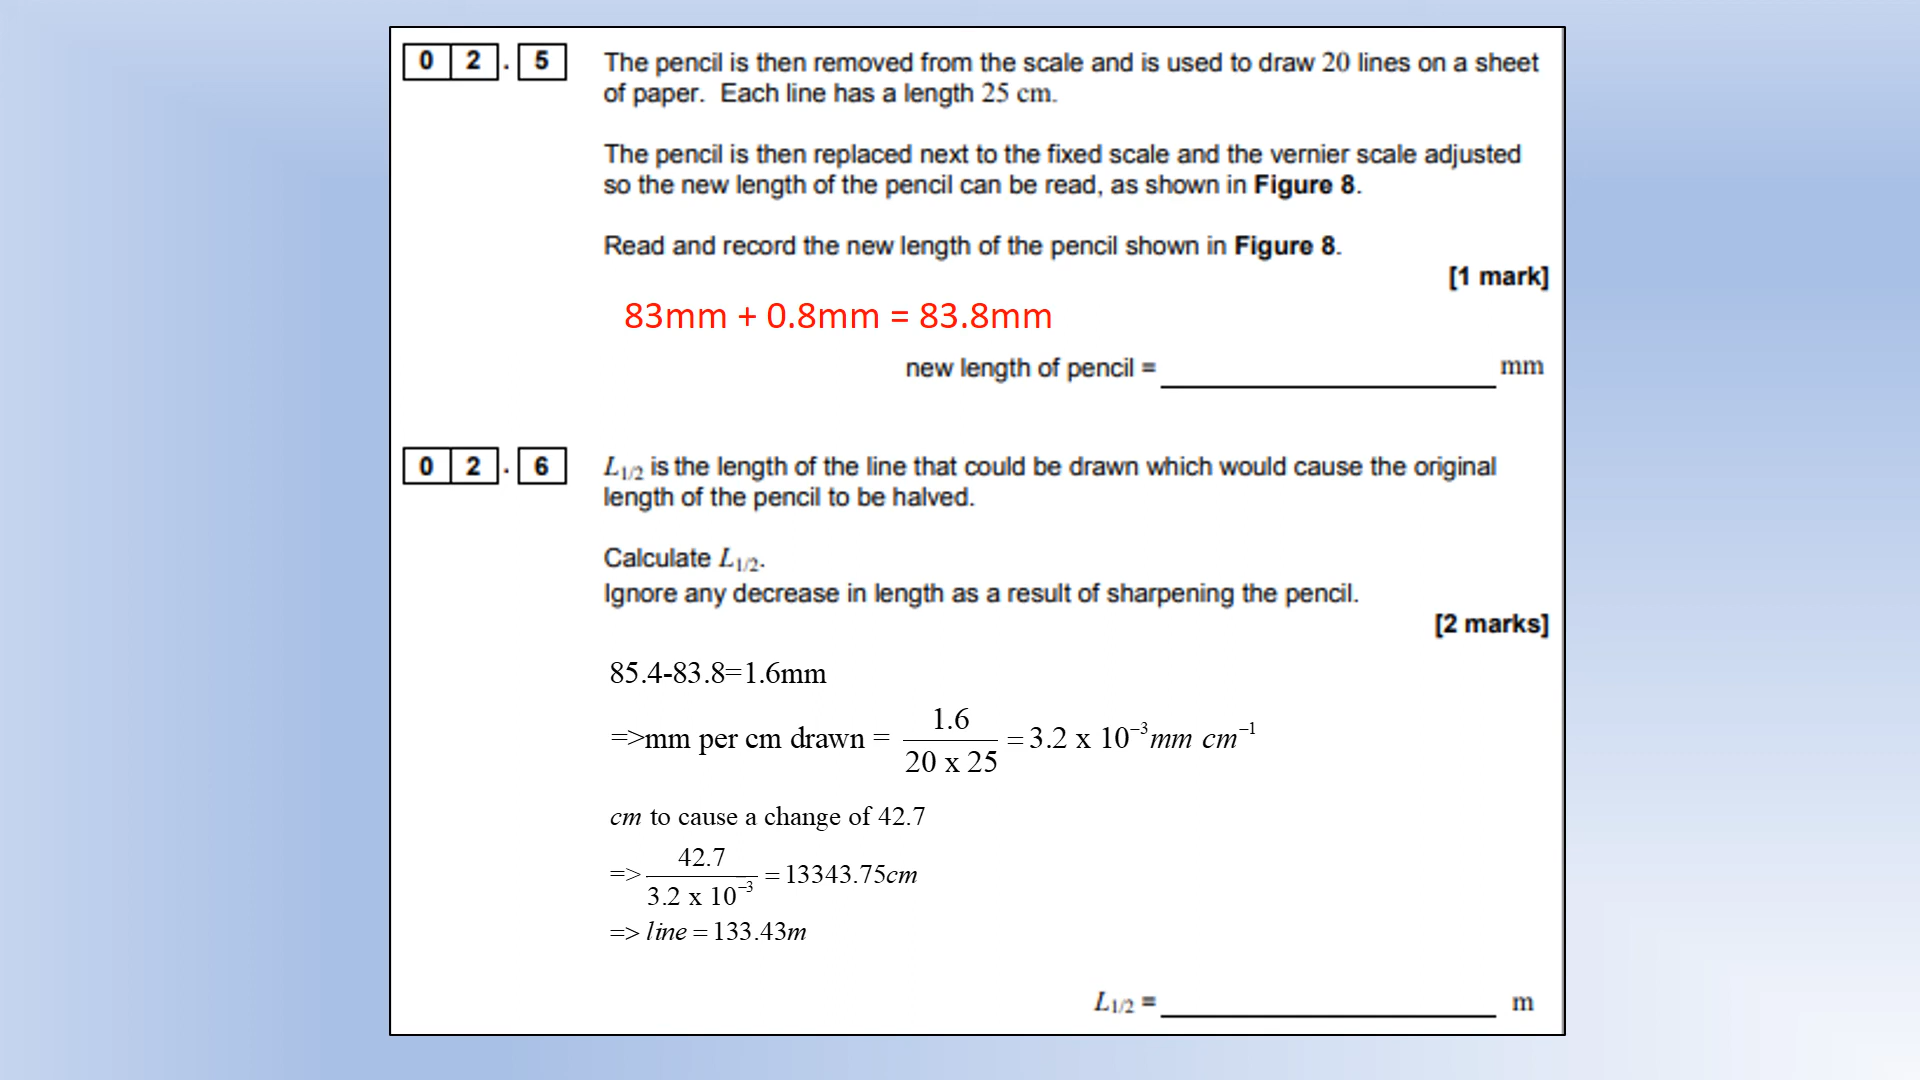 0 2 . 5 The pencil is then removed from the scale and is used to draw 20 lines on a sheet
of paper. Each line has a length 25 cm.
The pencil is then replaced next to the fixed scale and the vernier scale adjusted
so the new length of the pencil can be read, as shown in Figure 8.
Read and record the new length of the pencil shown in Figure 8.
[1 mark]
83mm + 0.8mm = 83.8mm
new length of pencil = ____________ mm
0 2 . 6 L1/2 is the length of the line that could be drawn which would cause the original
length of the pencil to be halved.
Calculate L1/2.
Ignore any decrease in length as a result of sharpening the pencil.
[2 marks]
85.4-83.8=1.6mm
=>mm per cm drawn = 1.6 / 20 x 25 = 3.2 x 10⁻³ mm cm⁻¹
cm to cause a change of 42.7
=> 42.7 / 3.2 x 10⁻³ = 13343.75cm
=> line = 133.43m
L1/2 = ____________ m